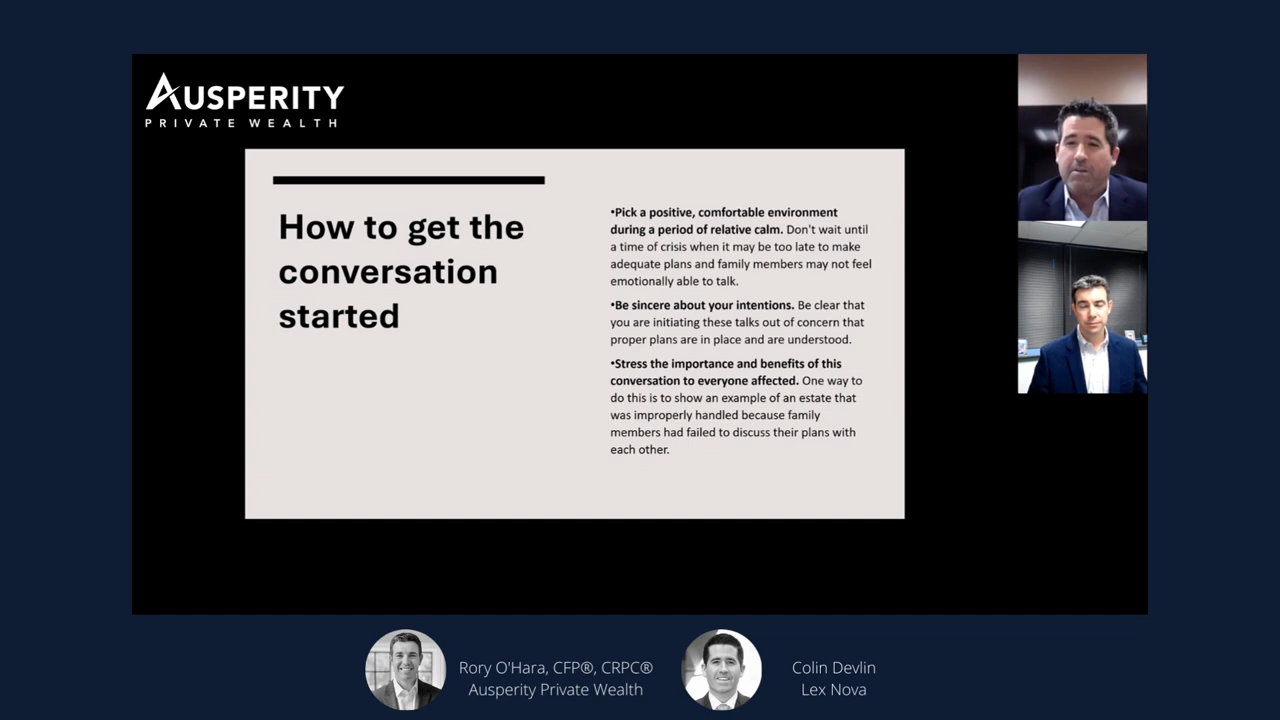 AUSPERITY
PRIVATE WEALTH
How to get the
conversation
started
•Pick a positive, comfortable environment
during a period of relative calm. Don't wait until
a time of crisis when it may be too late to make
adequate plans and family members may not feel
emotionally able to talk.
•Be sincere about your intentions. Be clear that
you are initiating these talks out of concern that
proper plans are in place and are understood.
•Stress the importance and benefits of this
conversation to everyone affected. One way to
do this is to show an example of an estate that
was improperly handled because family
members had failed to discuss their plans with
each other.
Rory O'Hara, CFP®, CRPC®
Ausperity Private Wealth
Colin Devlin
Lex Nova